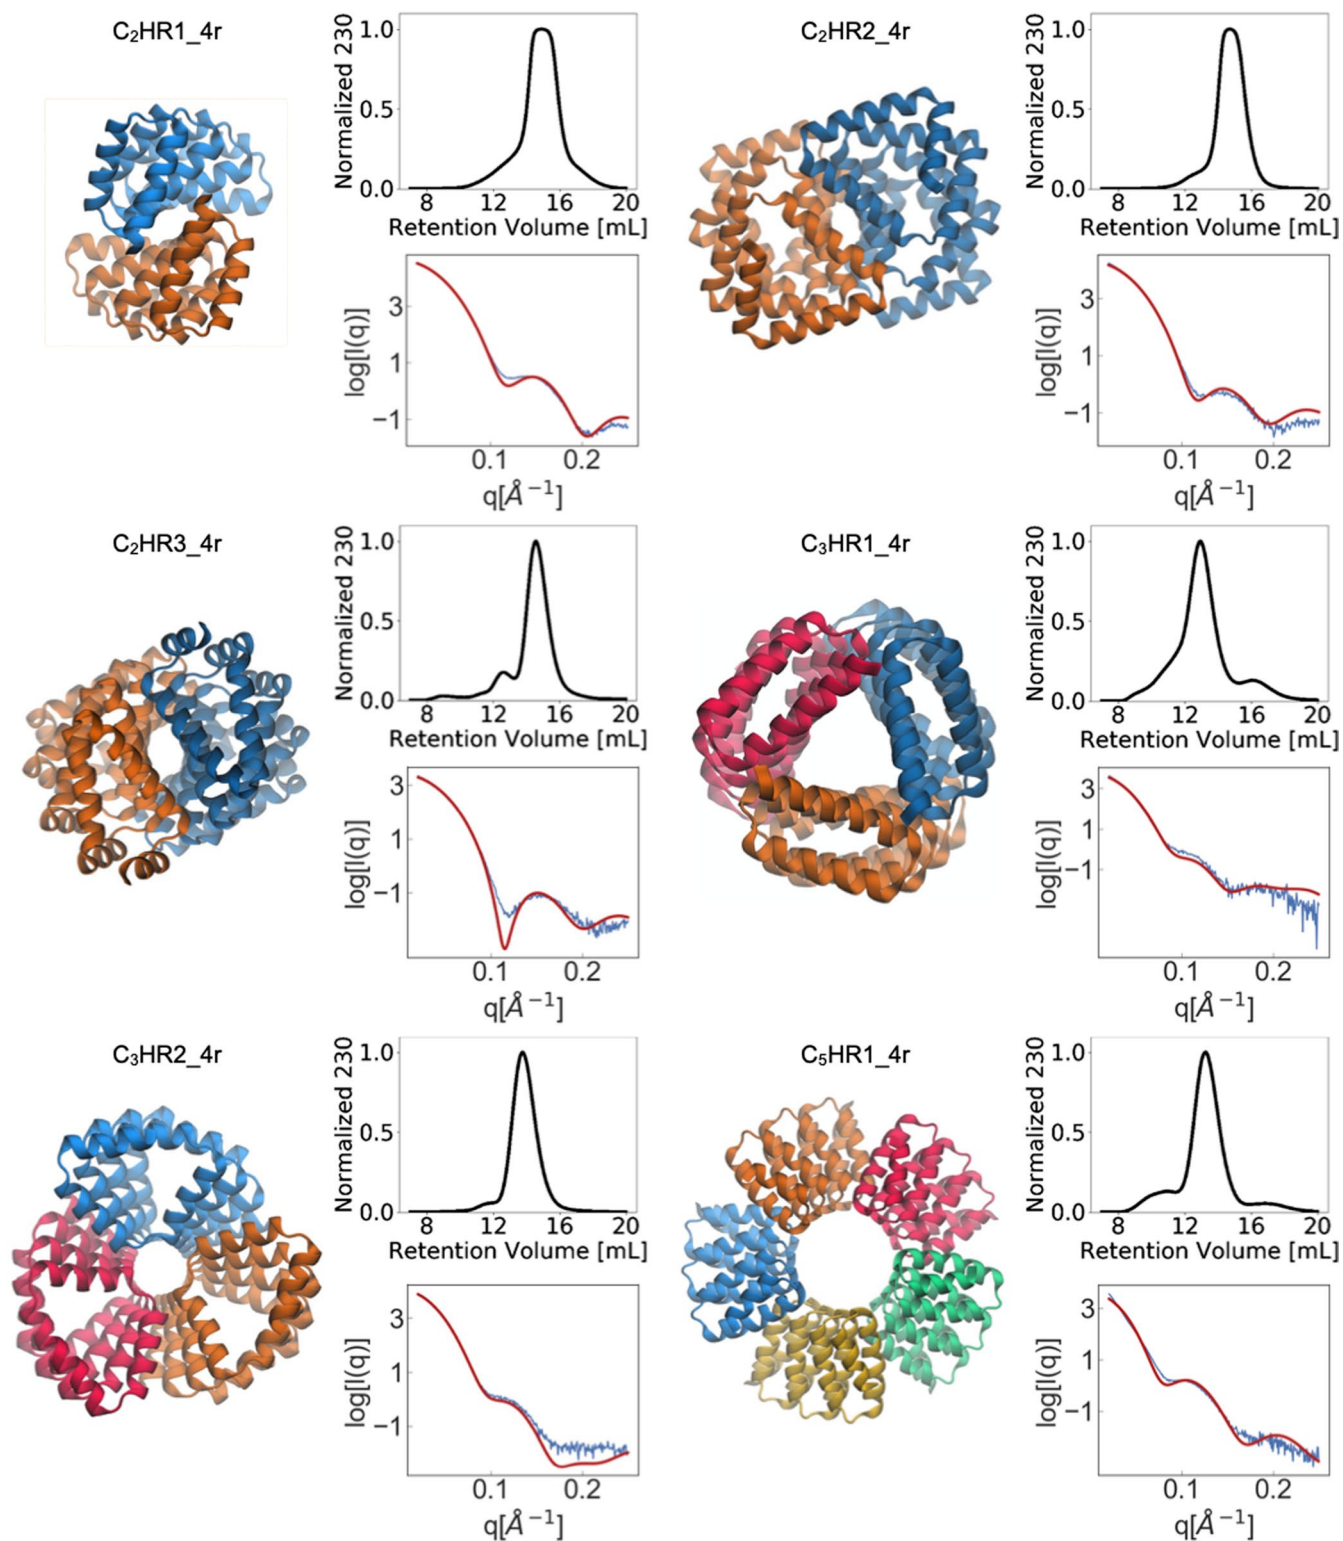 C₂HR1_4r
Normalized 230
1.0
0.5
0.0
8 12 16 20
Retention Volume [mL]
log[I(q)]
3
1
−1
0.1 0.2
q[Å⁻¹]
C₂HR2_4r
Normalized 230
1.0
0.5
0.0
8 12 16 20
Retention Volume [mL]
log[I(q)]
3
1
−1
0.1 0.2
q[Å⁻¹]
C₂HR3_4r
Normalized 230
1.0
0.5
0.0
8 12 16 20
Retention Volume [mL]
log[I(q)]
3
1
−1
0.1 0.2
q[Å⁻¹]
C₃HR1_4r
Normalized 230
1.0
0.5
0.0
8 12 16 20
Retention Volume [mL]
log[I(q)]
3
1
−1
0.1 0.2
q[Å⁻¹]
C₃HR2_4r
Normalized 230
1.0
0.5
0.0
8 12 16 20
Retention Volume [mL]
log[I(q)]
3
1
−1
0.1 0.2
q[Å⁻¹]
C₅HR1_4r
Normalized 230
1.0
0.5
0.0
8 12 16 20
Retention Volume [mL]
log[I(q)]
3
1
−1
0.1 0.2
q[Å⁻¹]